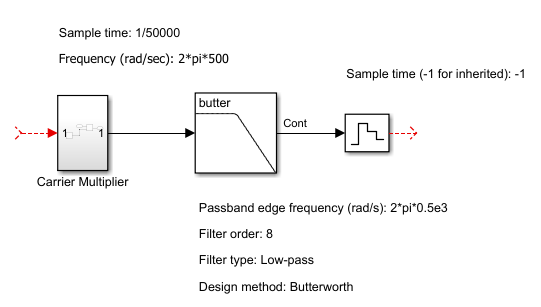 Sample time: 1/50000
Frequency (rad/sec): 2*pi*500
Sample time (-1 for inherited): -1
butter
Cont
1 1
Carrier Multiplier
Passband edge frequency (rad/s): 2*pi*0.5e3
Filter order: 8
Filter type: Low-pass
Design method: Butterworth